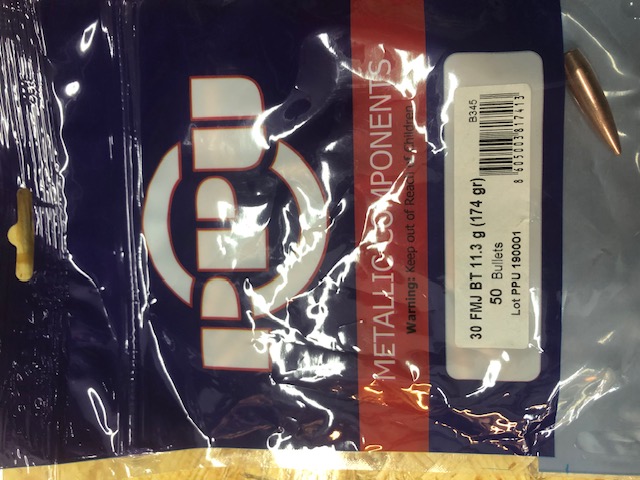 PPU
METALLIC COMPONENTS
Warning: Keep out of Reach of Children
B345
8 605003 817413
30 FMJ BT 11.3 g (174 gr)
50 Bullets
Lot PPU 190001